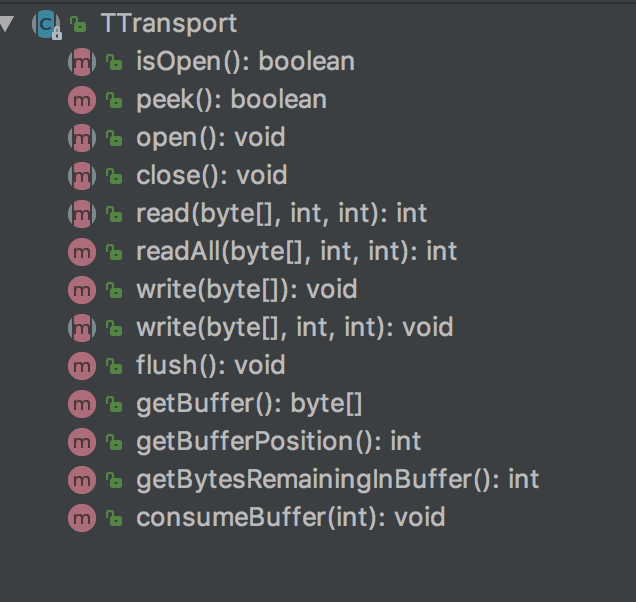 TTransport
isOpen(): boolean
peek(): boolean
open(): void
close(): void
read(byte[], int, int): int
readAll(byte[], int, int): int
write(byte[]): void
write(byte[], int, int): void
flush(): void
getBuffer(): byte[]
getBufferPosition(): int
getBytesRemainingInBuffer(): int
consumeBuffer(int): void